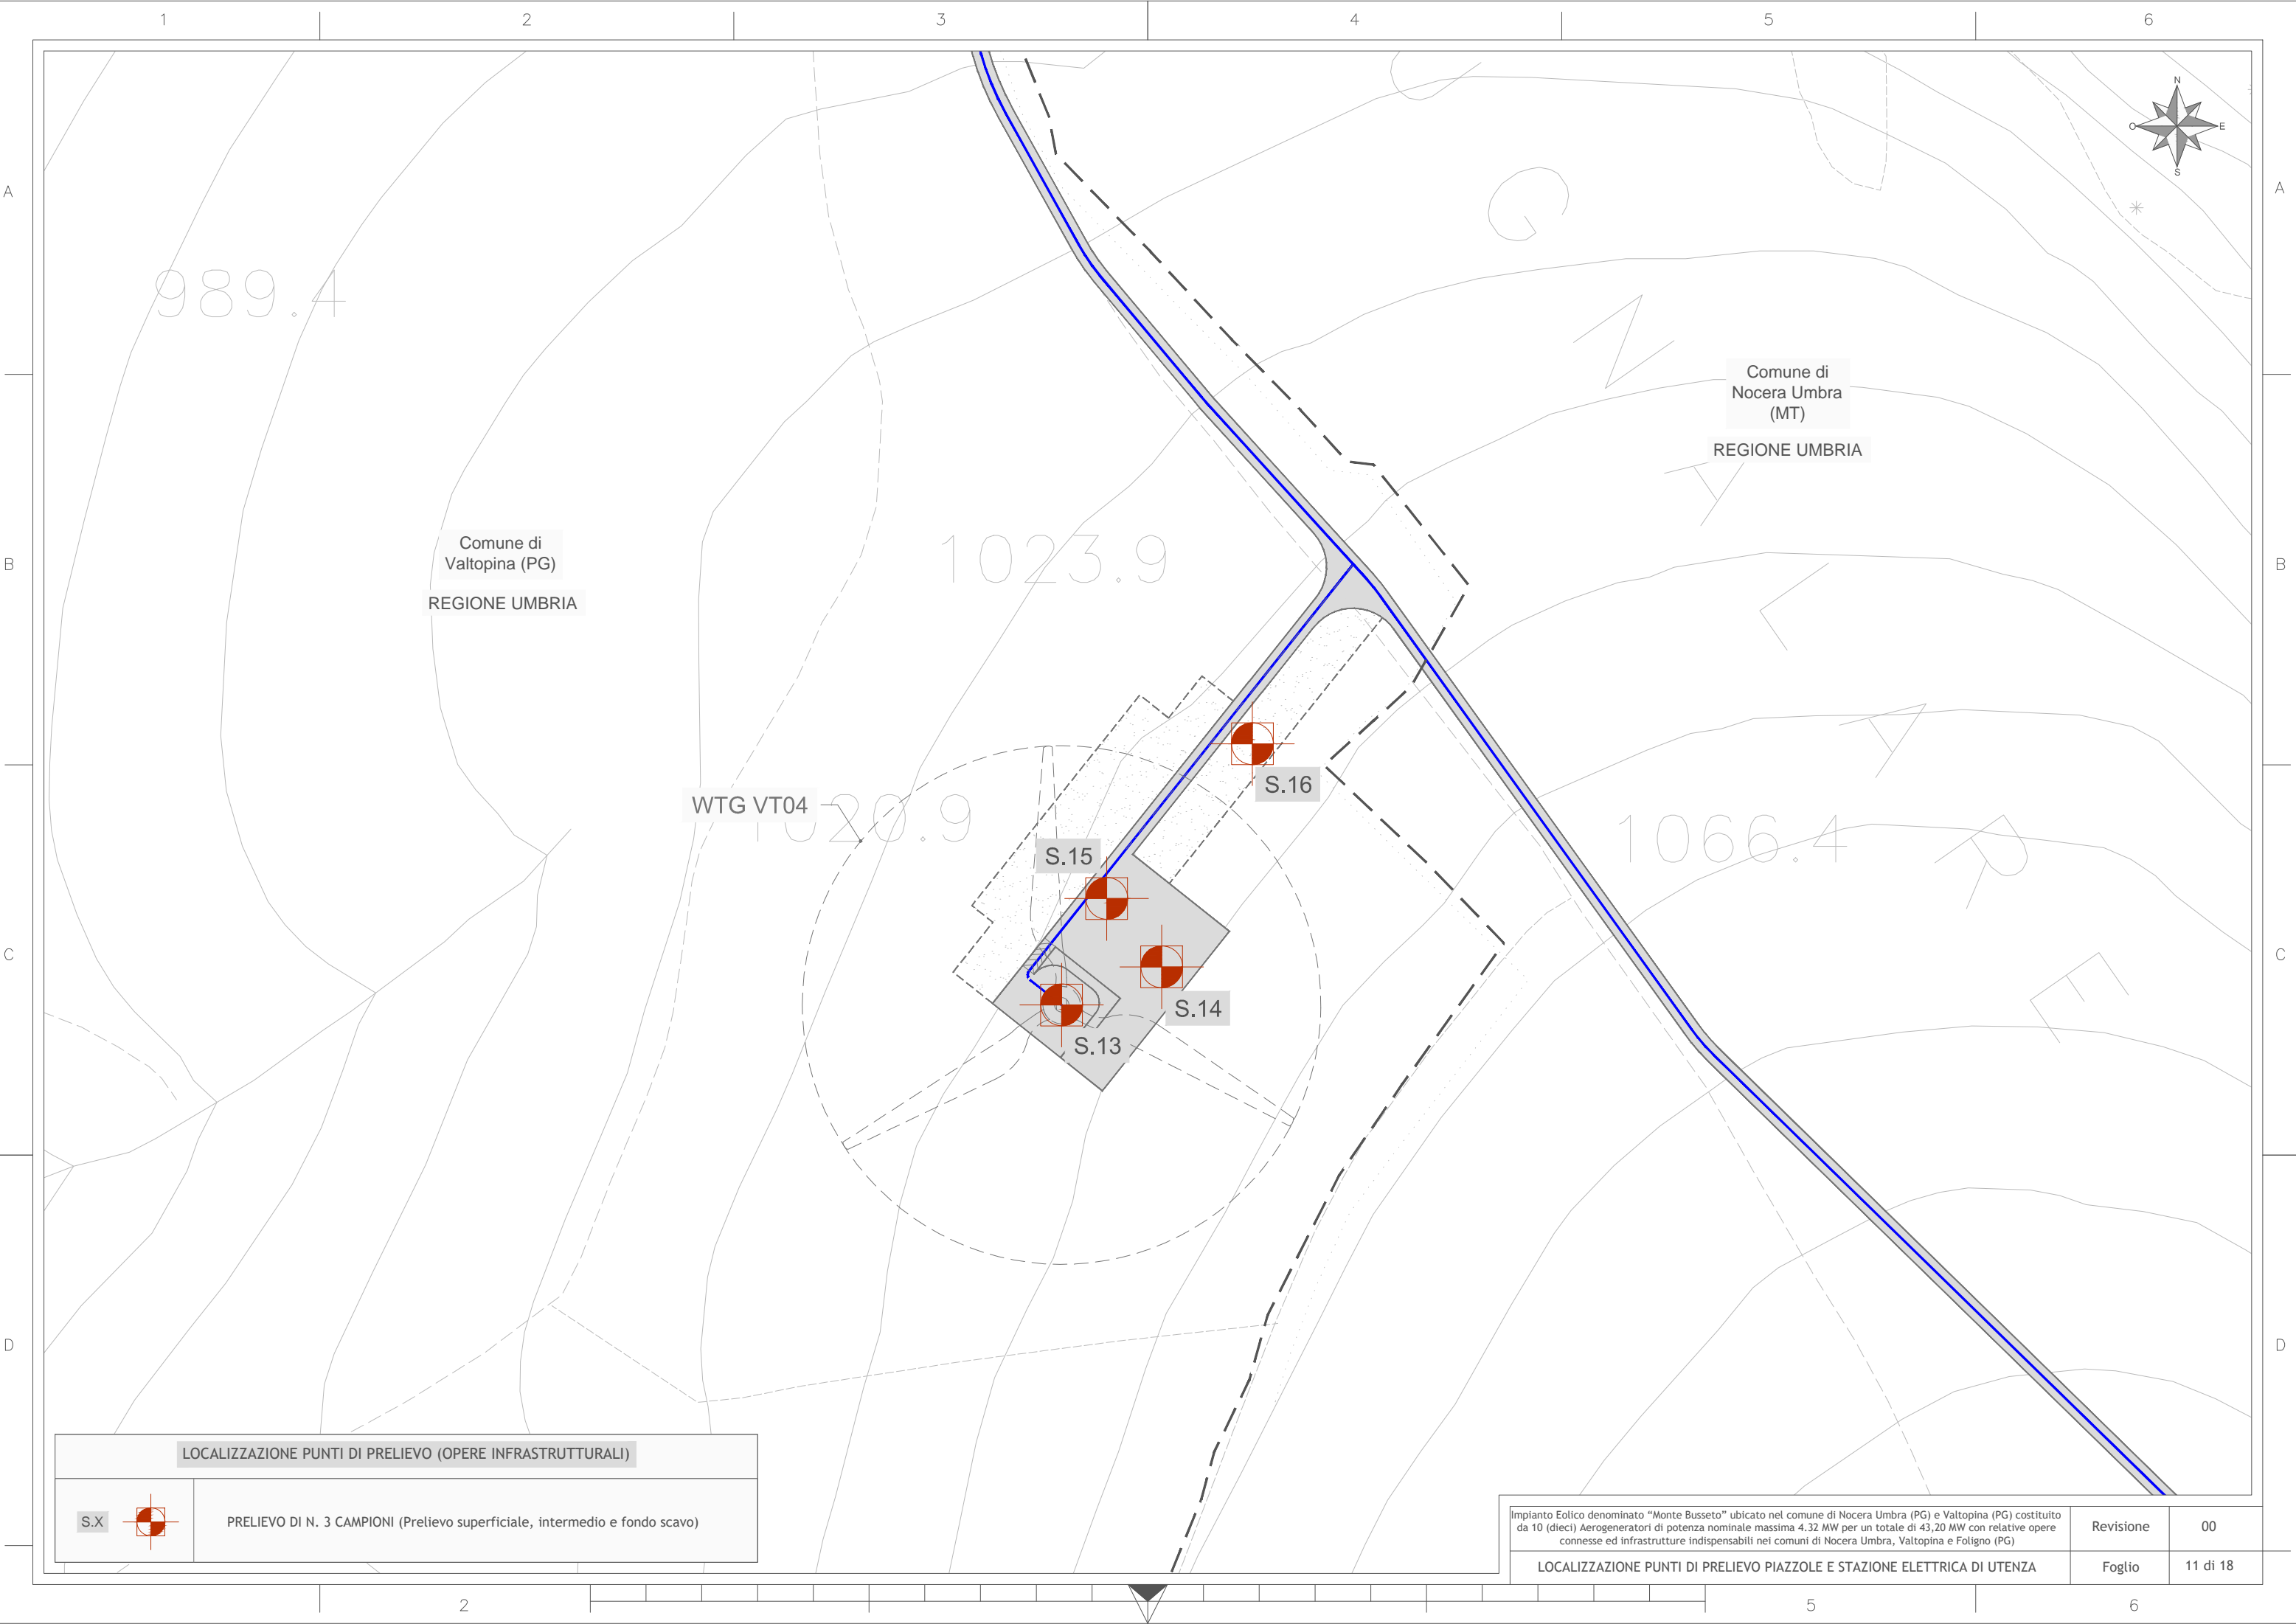 1 2 3 4 5 6
N
O E
S
A A
989.4
Comune di
Nocera Umbra
(MT)
REGIONE UMBRIA
Comune di
Valtopina (PG)
REGIONE UMBRIA
1023.9
B B
S.16
WTG VT04
1020.9
1066.4
S.15
C C
S.14
S.13
D D
LOCALIZZAZIONE PUNTI DI PRELIEVO (OPERE INFRASTRUTTURALI)
S.X PRELIEVO DI N. 3 CAMPIONI (Prelievo superficiale, intermedio e fondo scavo)
Impianto Eolico denominato “Monte Busseto” ubicato nel comune di Nocera Umbra (PG) e Valtopina (PG) costituito
da 10 (dieci) Aerogeneratori di potenza nominale massima 4.32 MW per un totale di 43,20 MW con relative opere
connesse ed infrastrutture indispensabili nei comuni di Nocera Umbra, Valtopina e Foligno (PG)
Revisione 00
LOCALIZZAZIONE PUNTI DI PRELIEVO PIAZZOLE E STAZIONE ELETTRICA DI UTENZA
Foglio 11 di 18
2 5 6